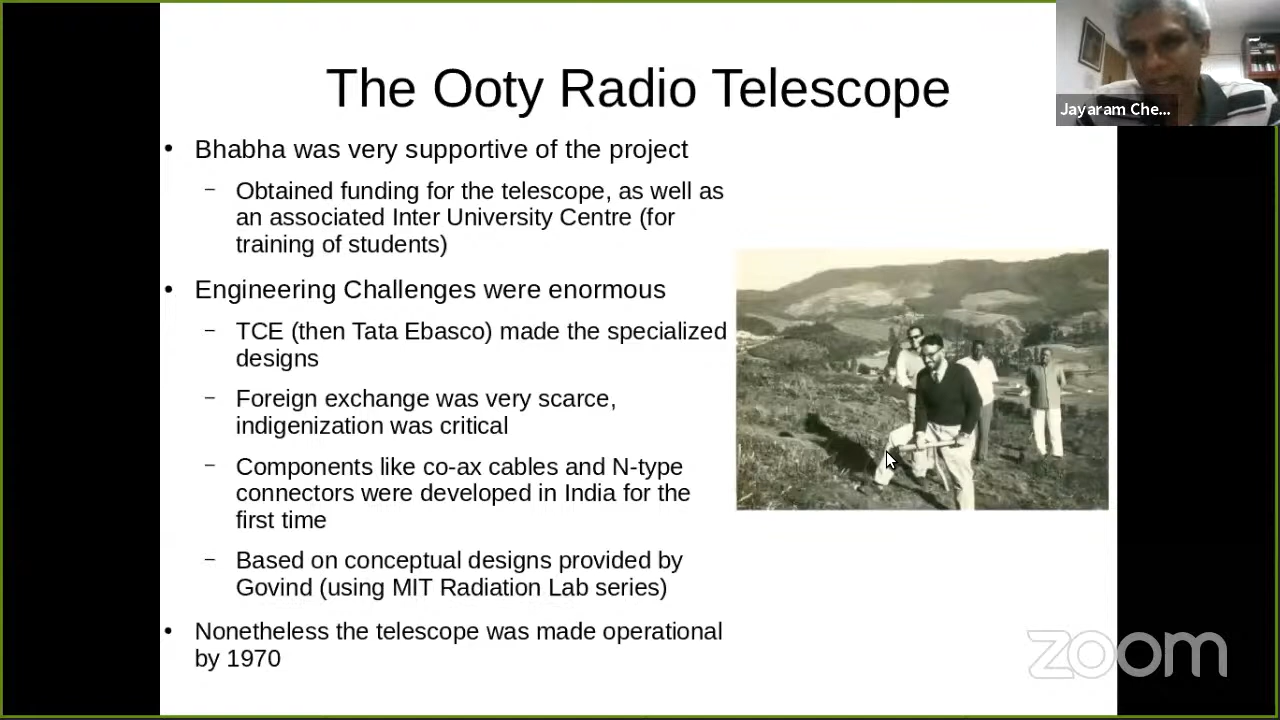 The Ooty Radio Telescope
Jayaram Che...
• Bhabha was very supportive of the project
– Obtained funding for the telescope, as well as
an associated Inter University Centre (for
training of students)
• Engineering Challenges were enormous
– TCE (then Tata Ebasco) made the specialized
designs
– Foreign exchange was very scarce,
indigenization was critical
– Components like co-ax cables and N-type
connectors were developed in India for the
first time
– Based on conceptual designs provided by
Govind (using MIT Radiation Lab series)
• Nonetheless the telescope was made operational
by 1970
zoom